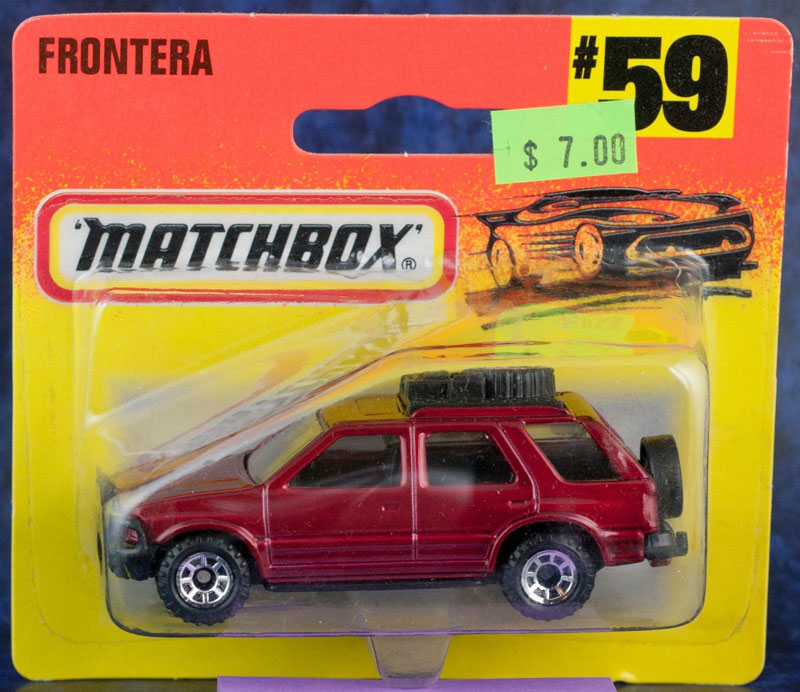 FRONTERA
#59
$ 7.00
'MATCHBOX'®